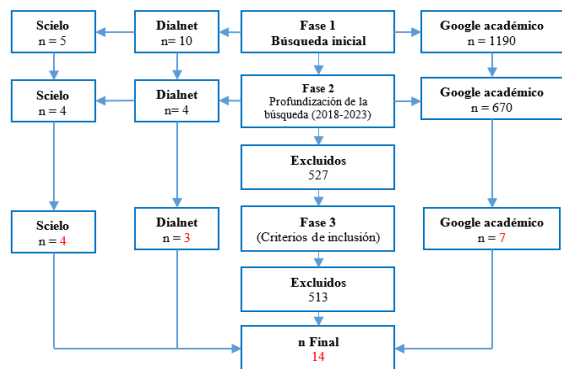 Scielo
n = 5
Dialnet
n= 10
Fase 1
Búsqueda inicial
Google académico
n = 1190
Scielo
n = 4
Dialnet
n= 4
Fase 2
Profundización de la
búsqueda (2018-2023)
Google académico
n = 670
Excluidos
527
Scielo
n = 4
Dialnet
n = 3
Fase 3
(Criterios de inclusión)
Google académico
n = 7
Excluidos
513
n Final
14